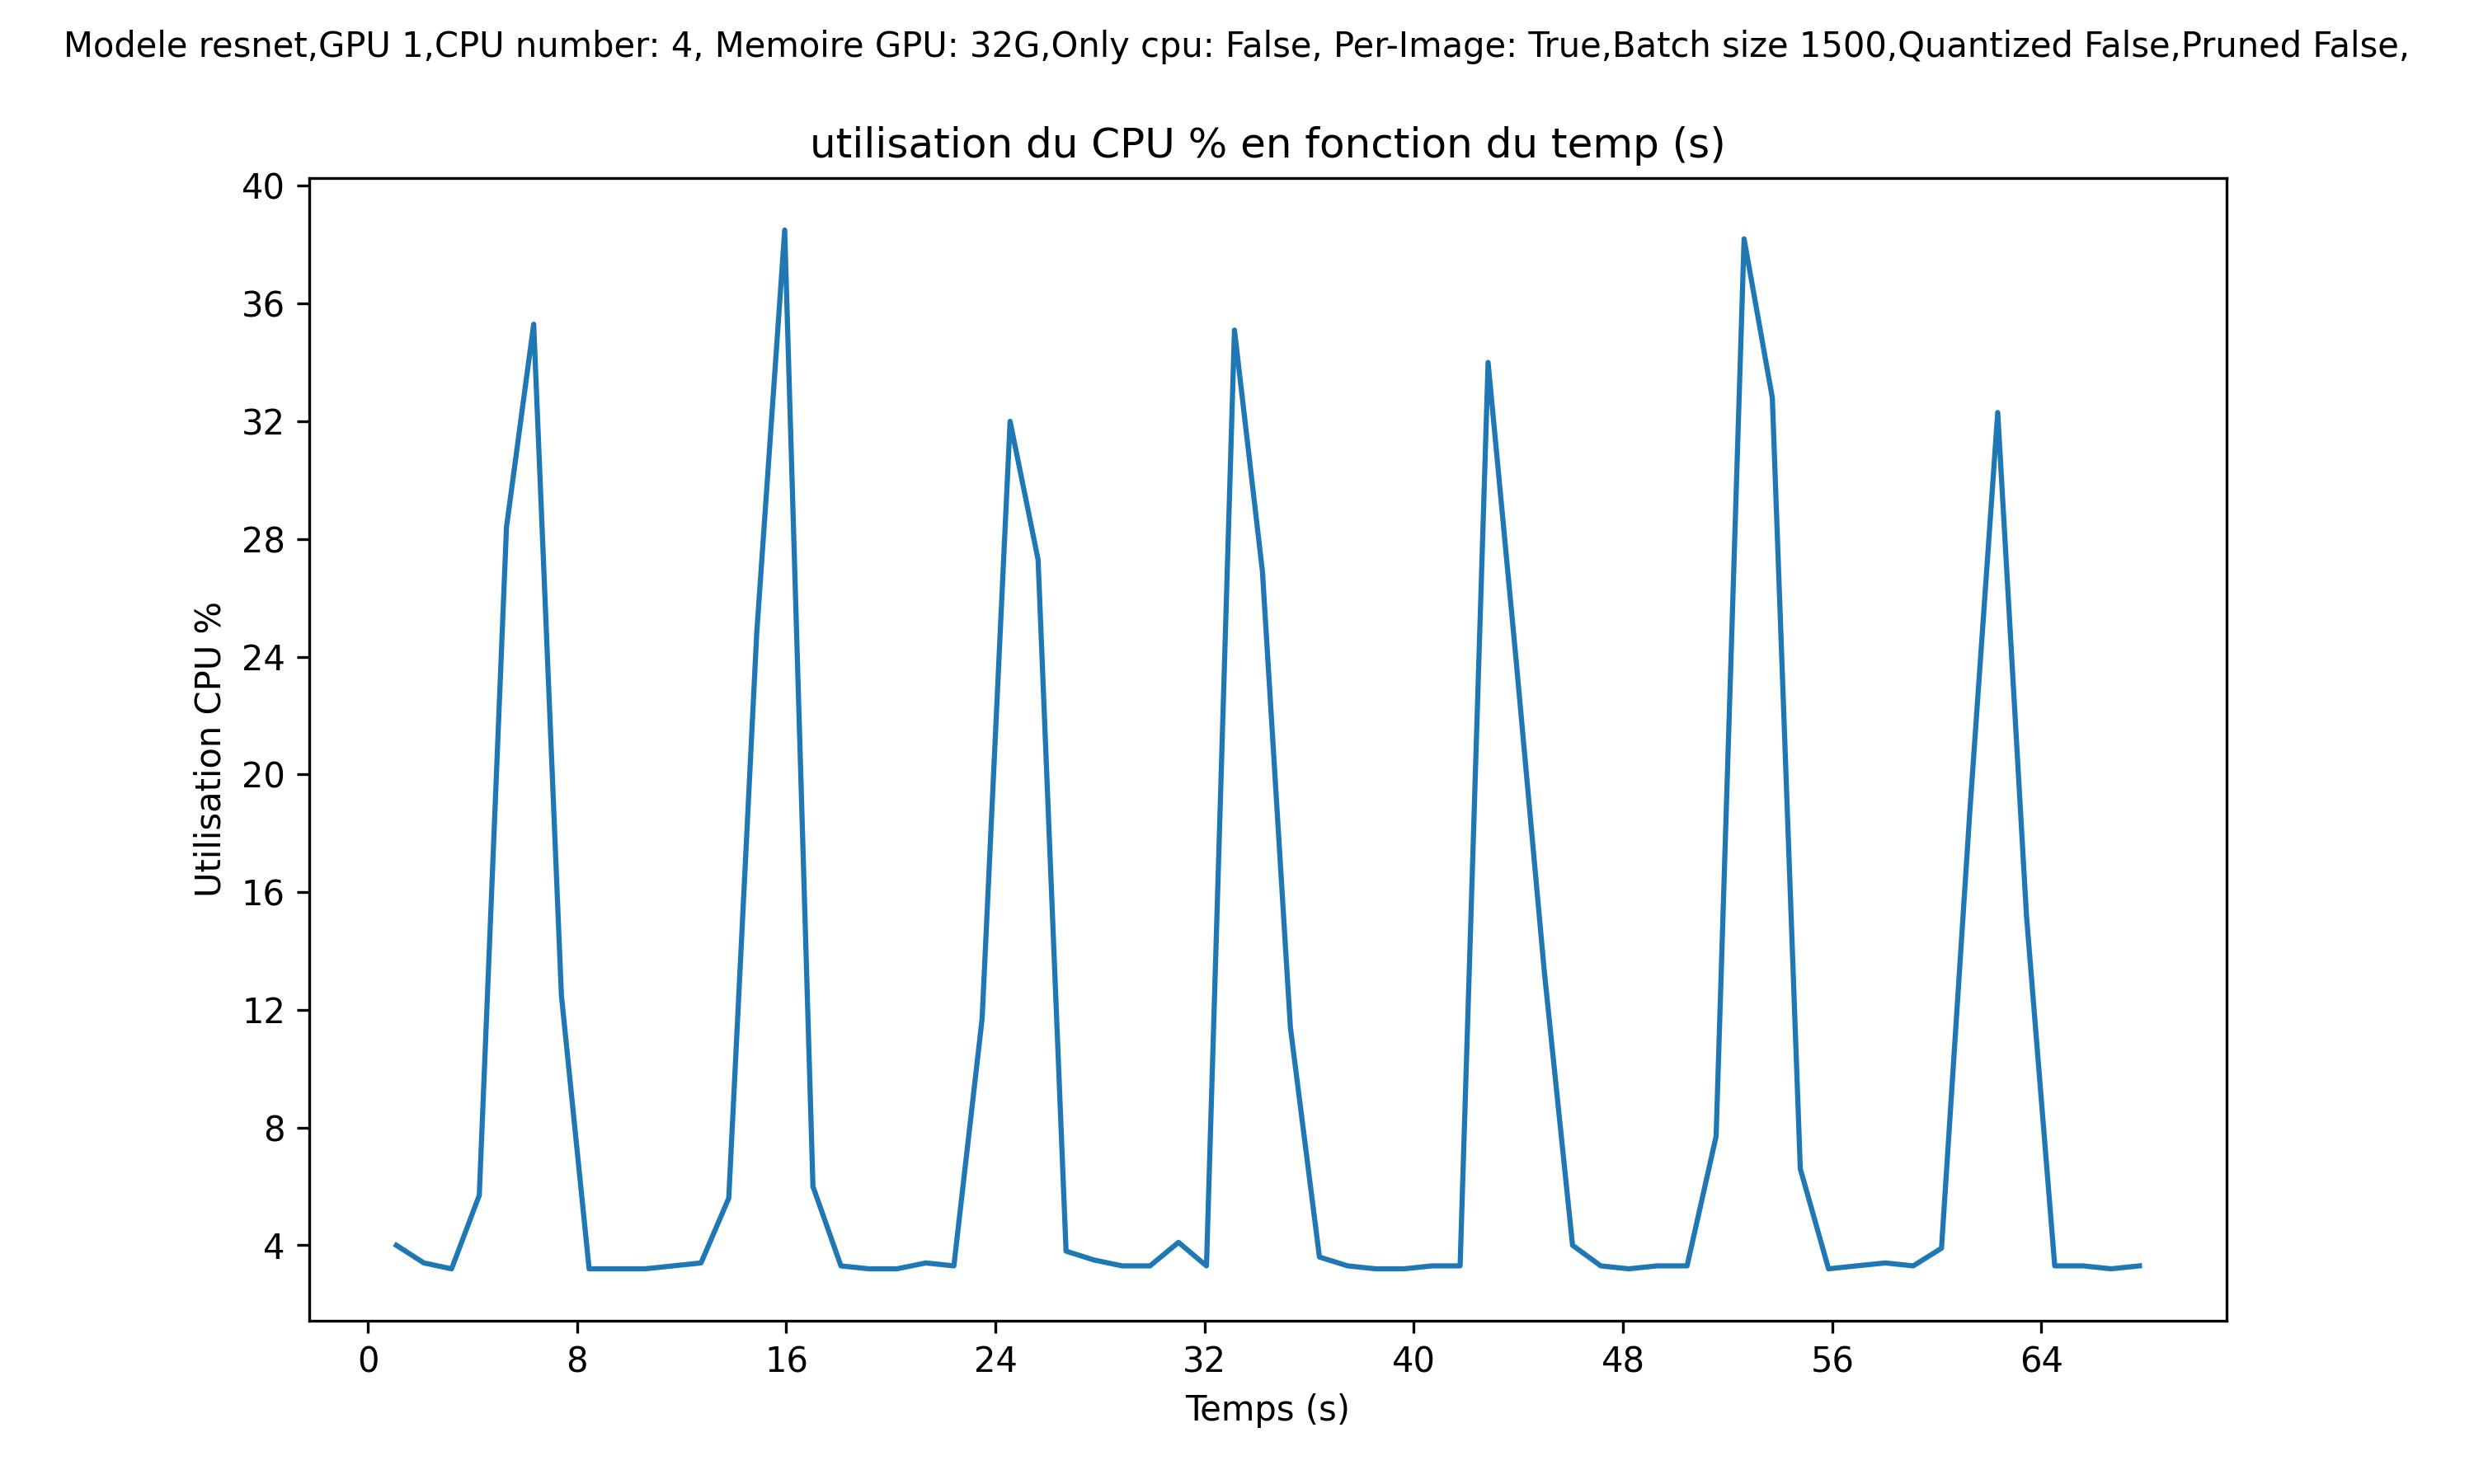 Modele resnet,GPU 1,CPU number: 4, Memoire GPU: 32G,Only cpu: False, Per-Image: True,Batch size 1500,Quantized False,Pruned False,
utilisation du CPU % en fonction du temp (s)
Utilisation CPU %
40
36
32
28
24
20
16
12
8
4
0 8 16 24 32 40 48 56 64
Temps (s)